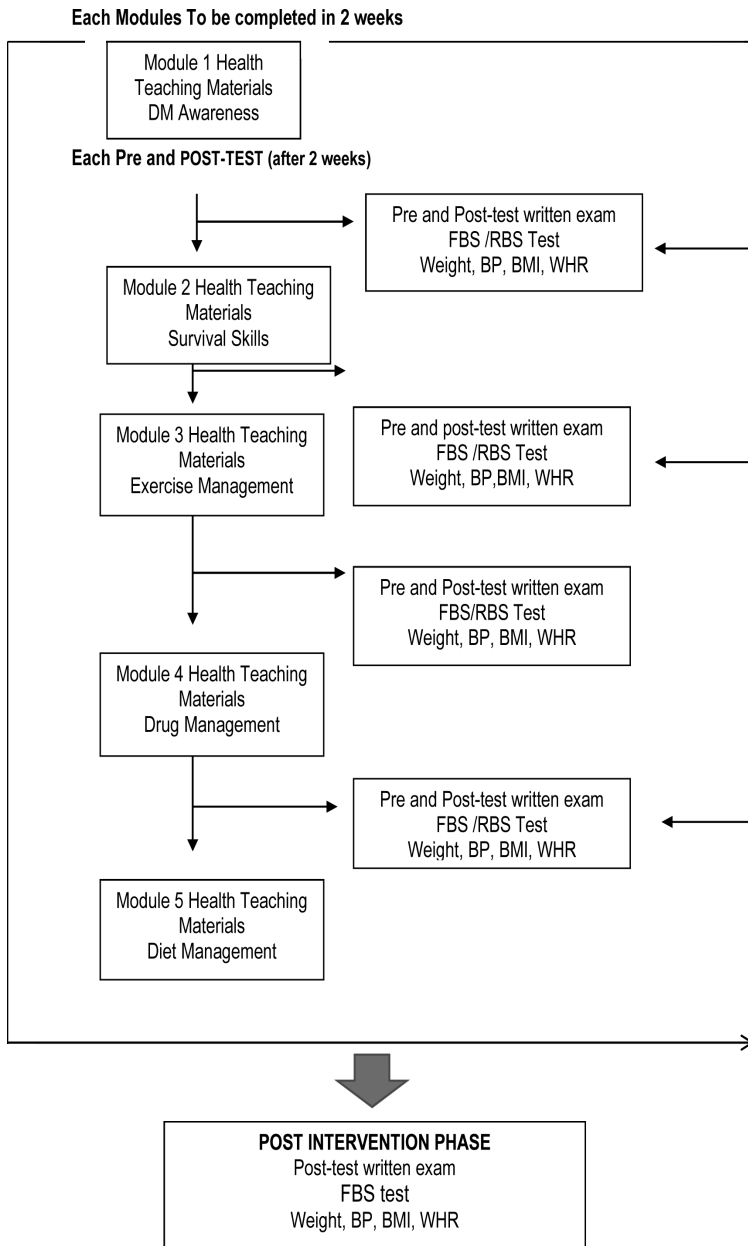 Each Modules To be completed in 2 weeks
Module 1 Health
Teaching Materials
DM Awareness
Each Pre and POST-TEST (after 2 weeks)
Pre and Post-test written exam
FBS /RBS Test
Weight, BP, BMI, WHR
Module 2 Health Teaching
Materials
Survival Skills
Pre and post-test written exam
FBS /RBS Test
Weight, BP,BMI, WHR
Module 3 Health Teaching
Materials
Exercise Management
Pre and Post-test written exam
FBS/RBS Test
Weight, BP, BMI, WHR
Module 4 Health Teaching
Materials
Drug Management
Pre and Post-test written exam
FBS /RBS Test
Weight, BP, BMI, WHR
Module 5 Health Teaching
Materials
Diet Management
POST INTERVENTION PHASE
Post-test written exam
FBS test
Weight, BP, BMI, WHR